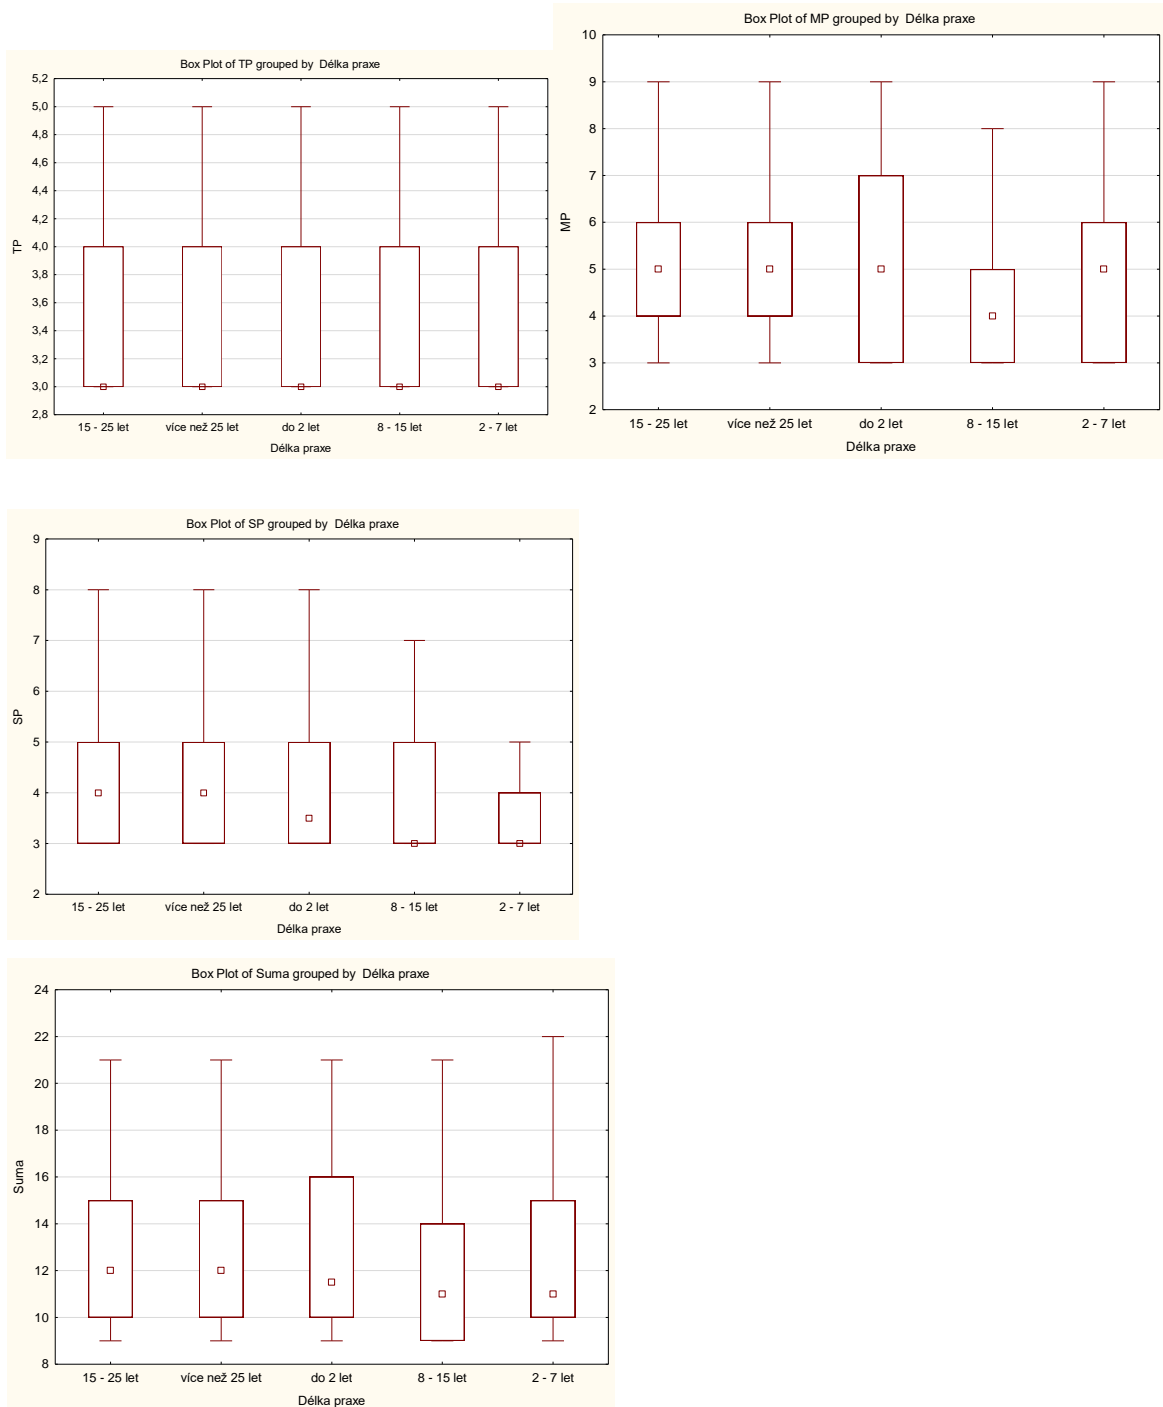 Box Plot of TP grouped by Délka praxe
5,2
5,0
4,8
4,6
4,4
4,2
4,0
3,8
3,6
3,4
3,2
3,0
2,8
TP
15 - 25 let více než 25 let do 2 let 8 - 15 let 2 - 7 let
Délka praxe
Box Plot of MP grouped by Délka praxe
10
9
8
7
6
5
4
3
2
MP
15 - 25 let více než 25 let do 2 let 8 - 15 let 2 - 7 let
Délka praxe
Box Plot of SP grouped by Délka praxe
9
8
7
6
5
4
3
2
SP
15 - 25 let více než 25 let do 2 let 8 - 15 let 2 - 7 let
Délka praxe
Box Plot of Suma grouped by Délka praxe
24
22
20
18
16
14
12
10
8
Suma
15 - 25 let více než 25 let do 2 let 8 - 15 let 2 - 7 let
Délka praxe